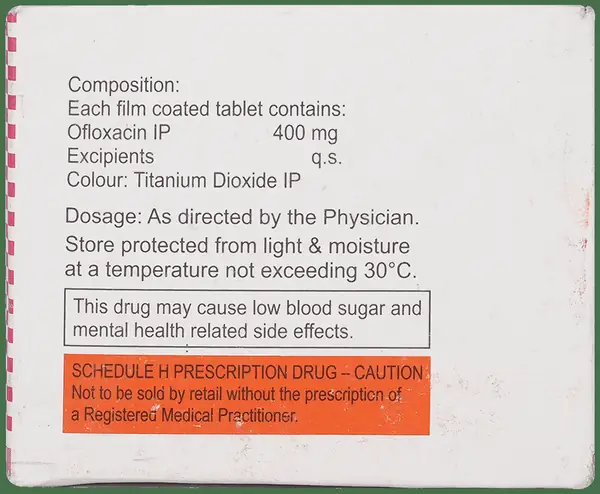 Composition:
Each film coated tablet contains:
Ofloxacin IP 400 mg
Excipients q.s.
Colour: Titanium Dioxide IP
Dosage: As directed by the Physician.
Store protected from light & moisture
at a temperature not exceeding 30°C.
This drug may cause low blood sugar and
mental health related side effects.
SCHEDULE H PRESCRIPTION DRUG – CAUTION
Not to be sold by retail without the prescription of
a Registered Medical Practitioner.